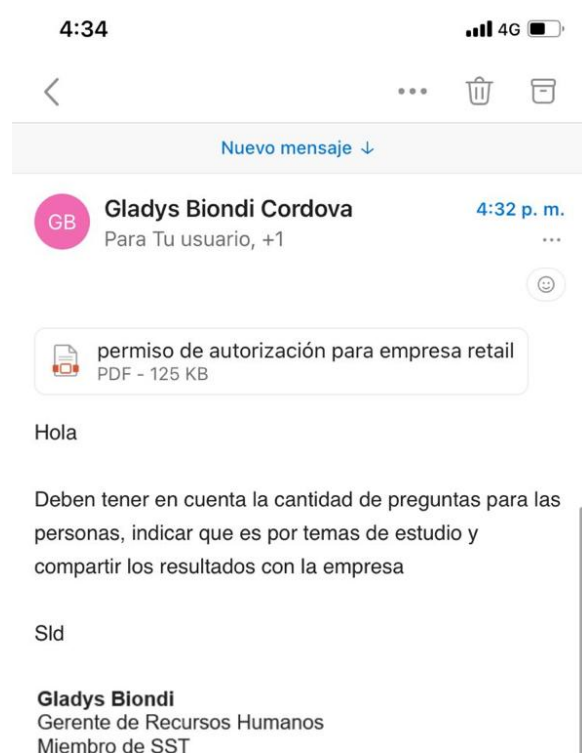 4:34
4G
Nuevo mensaje ↓
GB
Gladys Biondi Cordova
4:32 p. m.
Para Tu usuario, +1
permiso de autorización para empresa retail
PDF - 125 KB
Hola
Deben tener en cuenta la cantidad de preguntas para las
personas, indicar que es por temas de estudio y
compartir los resultados con la empresa
Sld
Gladys Biondi
Gerente de Recursos Humanos
Miembro de SST